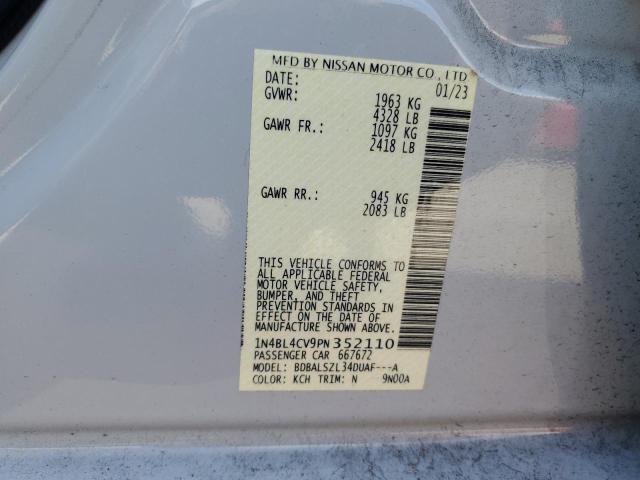 MFD BY NISSAN MOTOR CO., LTD
DATE: 01/23
GVWR: 1963 KG
4328 LB
GAWR FR.: 1097 KG
2418 LB
GAWR RR.: 945 KG
2083 LB
THIS VEHICLE CONFORMS TO
ALL APPLICABLE FEDERAL
MOTOR VEHICLE SAFETY,
BUMPER, AND THEFT
PREVENTION STANDARDS IN
EFFECT ON THE DATE OF
MANUFACTURE SHOWN ABOVE.
1N4BL4CV9PN352110
PASSENGER CAR 667672
MODEL: BDBALSZL34DUAF---A
COLOR: KCH TRIM: N 9N00A